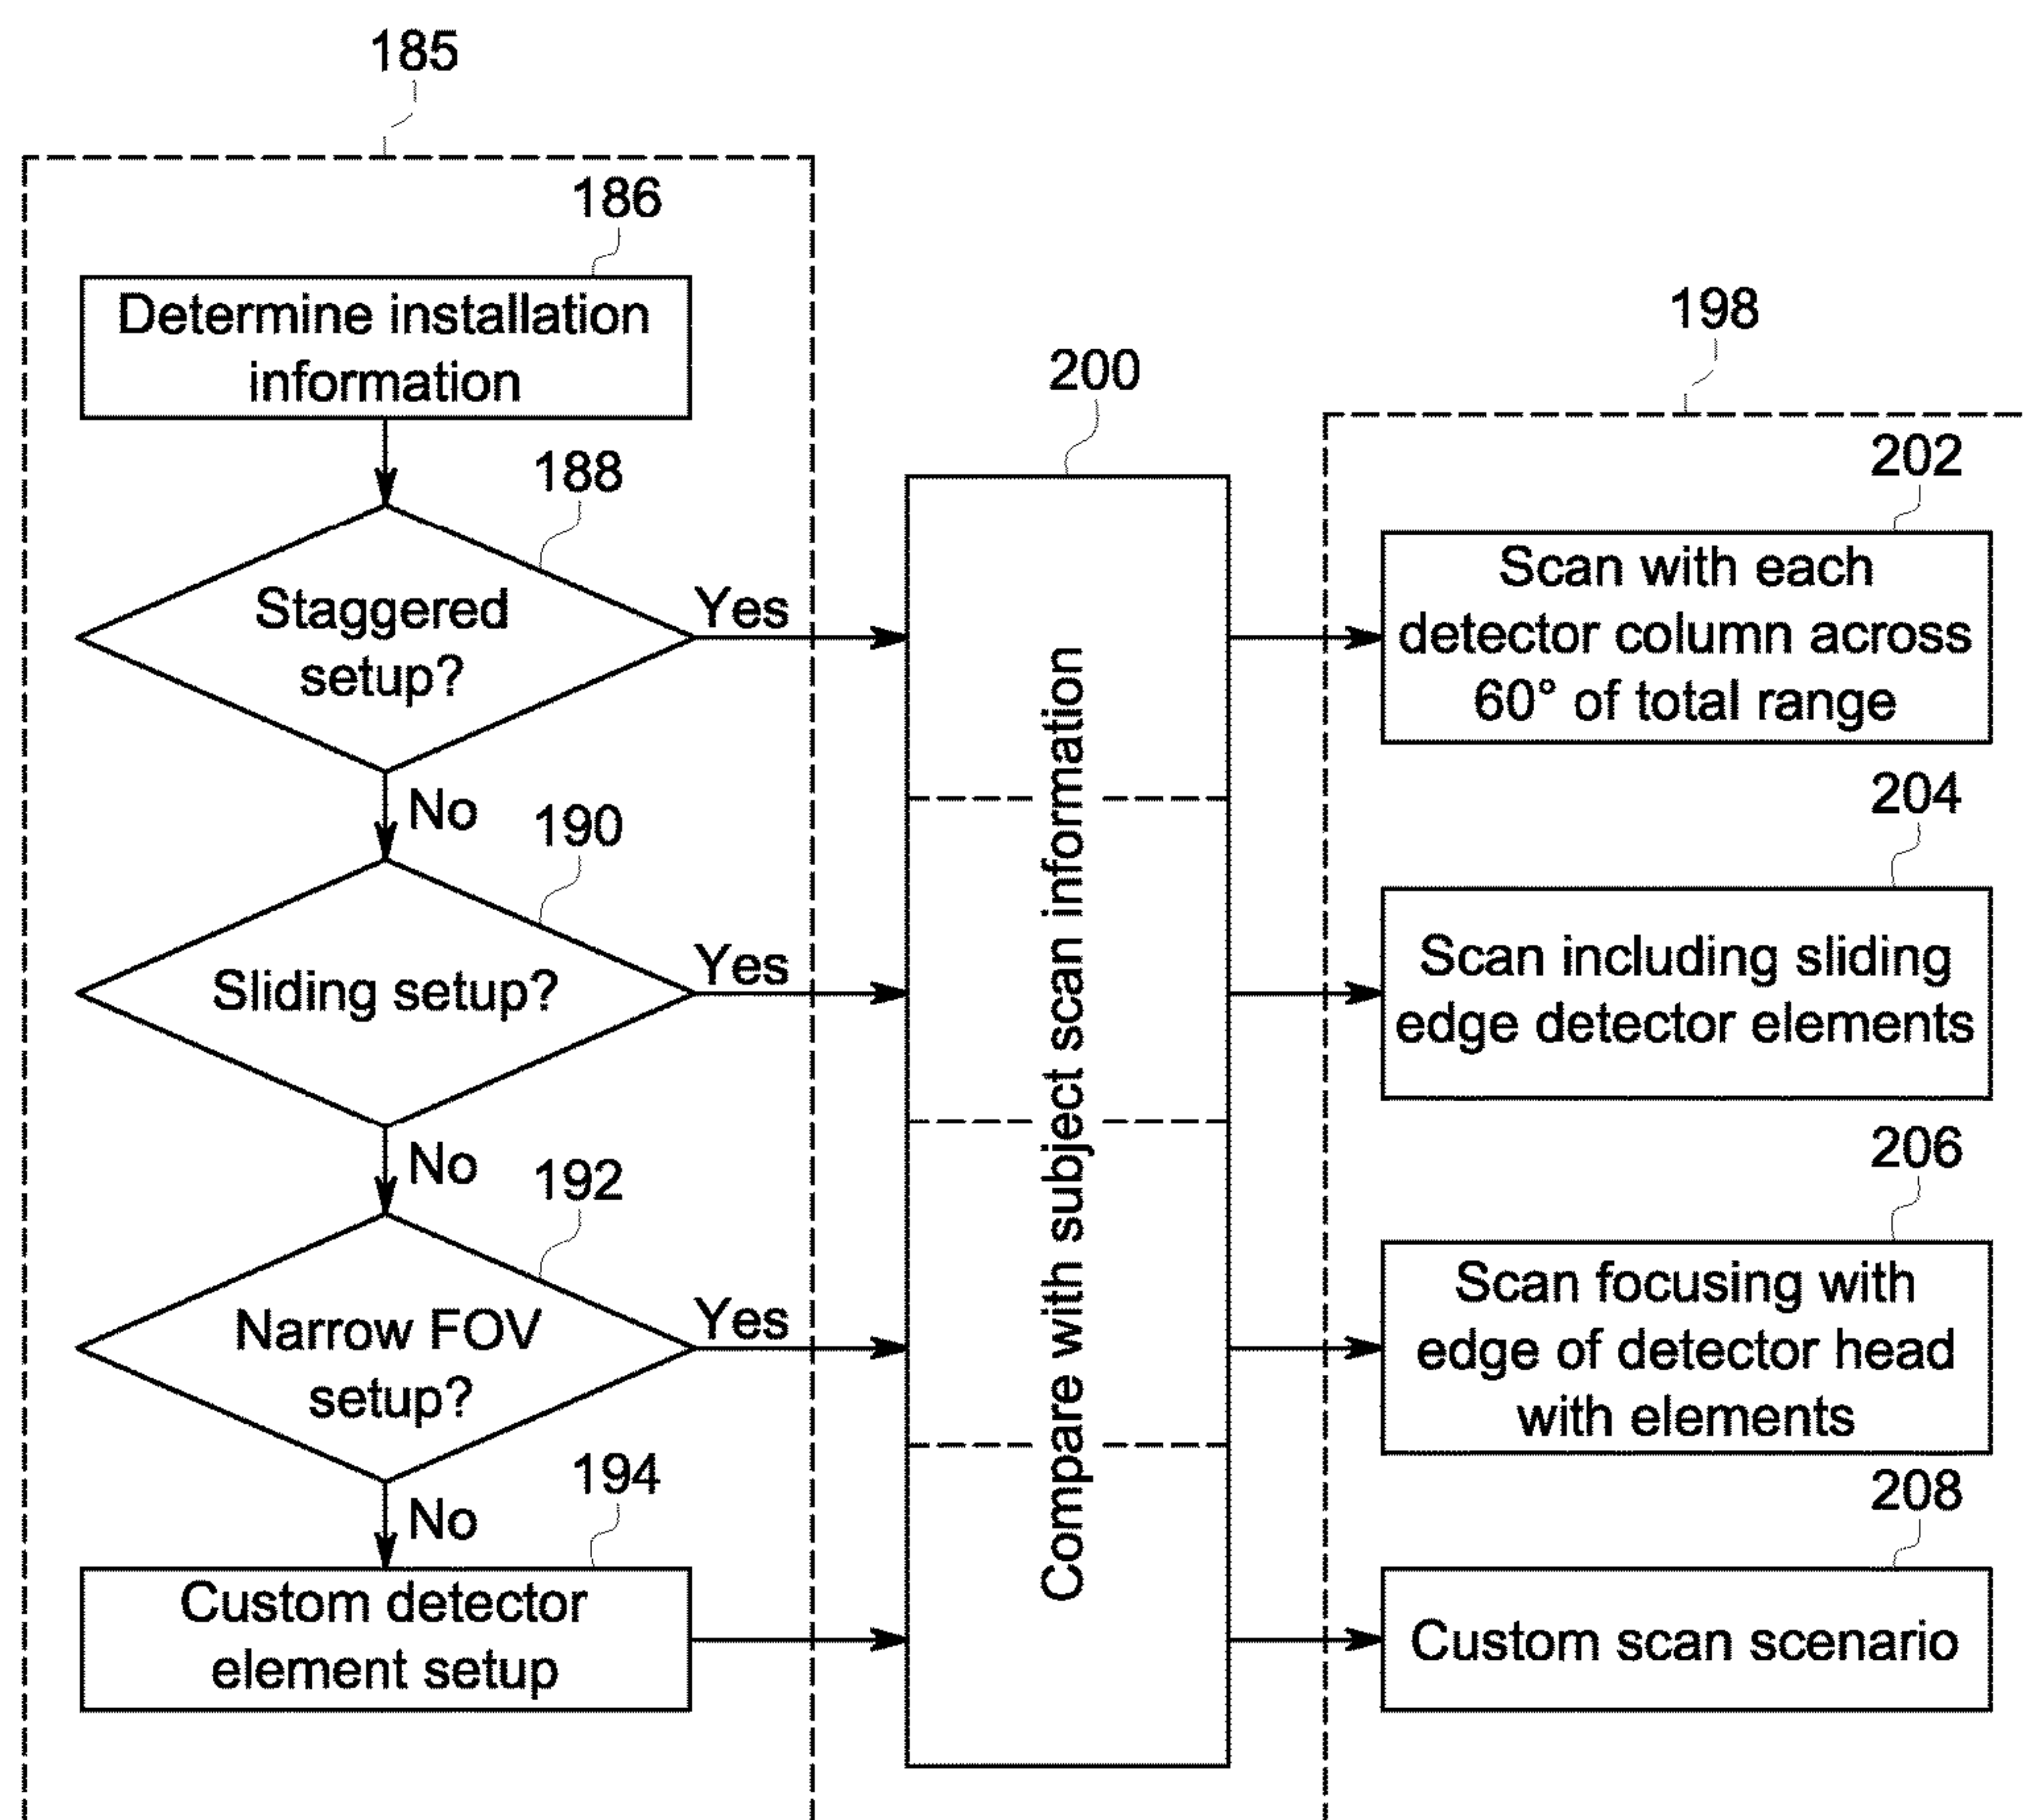 185
186
Determine installation
information
188
Staggered
setup?
Yes
No
190
Sliding setup?
Yes
No
192
Narrow FOV
setup?
Yes
No
194
Custom detector
element setup
200
Compare with subject scan information
198
202
Scan with each
detector column across
60° of total range
204
Scan including sliding
edge detector elements
206
Scan focusing with
edge of detector head
with elements
208
Custom scan scenario